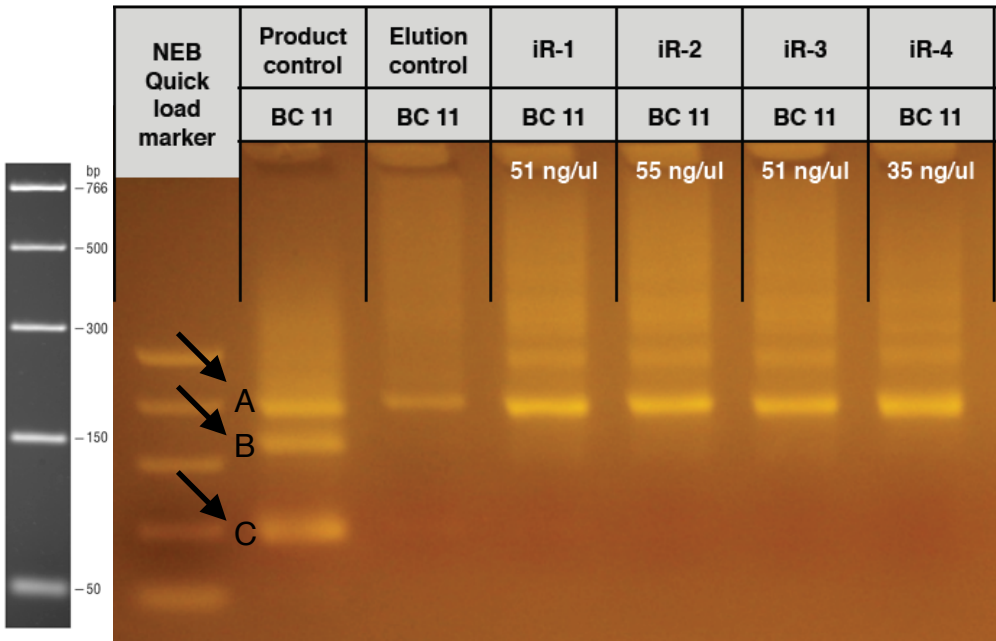 NEB
Quick
load
marker
Product
control
Elution
control
iR-1
iR-2
iR-3
iR-4
BC 11
BC 11
BC 11
BC 11
BC 11
BC 11
51 ng/ul
55 ng/ul
51 ng/ul
35 ng/ul
bp
-766
-500
-300
-150
-50
A
B
C